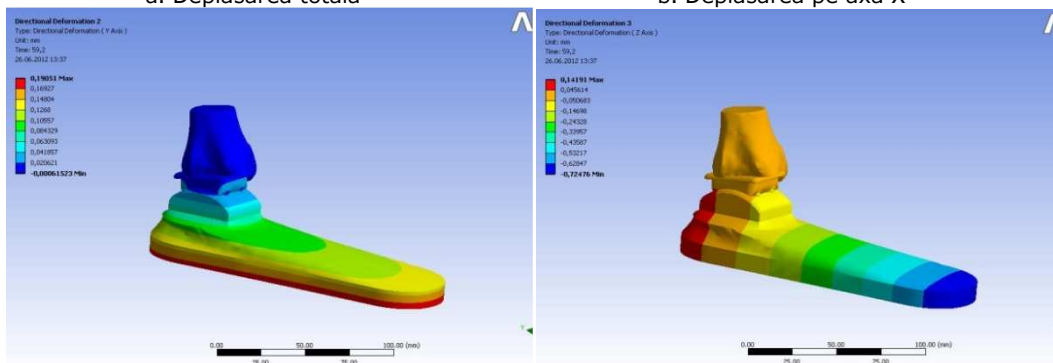 a. Deplasarea totală
b. Deplasarea pe axa X
Directional Deformation 2
Type: Directional Deformation ( Y Axis )
Unit: mm
Time: 59,2
26.06.2012 13:37
0,19051 Max
0,16927
0,14804
0,1268
0,10557
0,084329
0,063093
0,041857
0,020621
-0,00061523 Min
0.00
50.00
100.00 (mm)
25.00
75.00
Directional Deformation 3
Type: Directional Deformation ( Z Axis )
Unit: mm
Time: 59,2
26.06.2012 13:37
0,14191 Max
0,045614
-0,050683
-0,14698
-0,24328
-0,33957
-0,43587
-0,53217
-0,62847
-0,72476 Min
0.00
50.00
100.00 (mm)
25.00
75.00